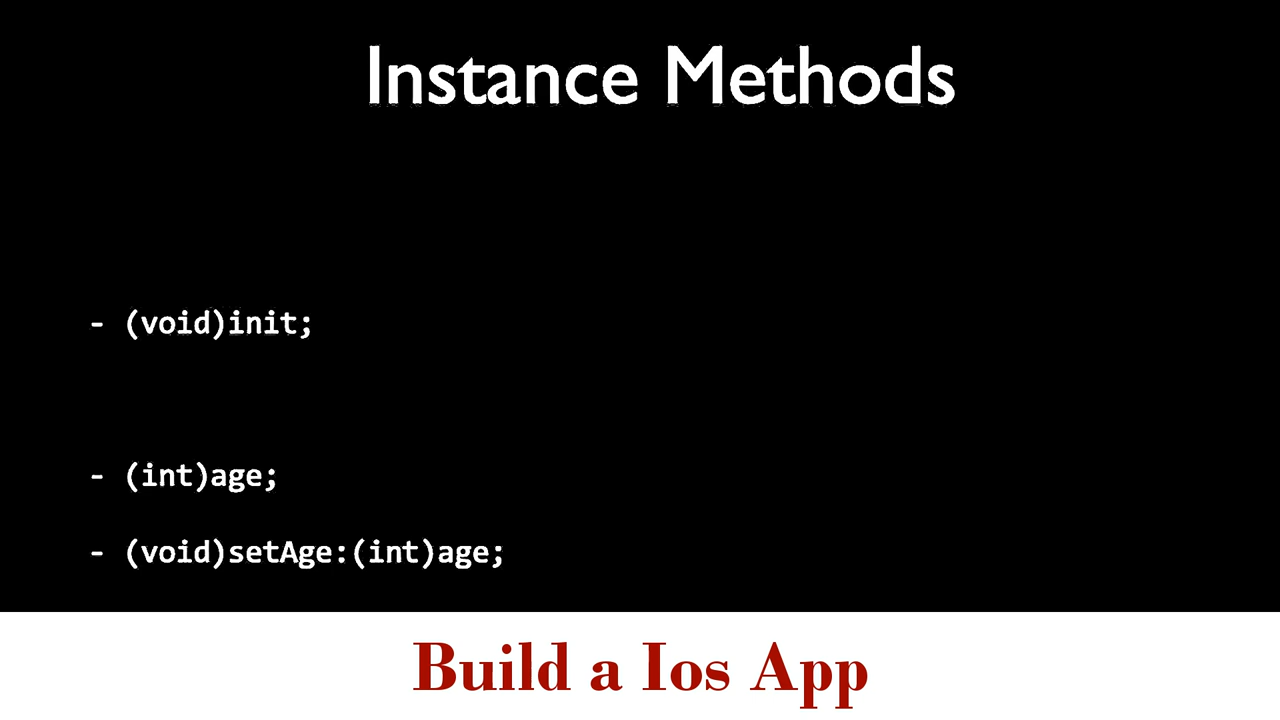 Instance Methods
- (void)init;
- (int)age;
- (void)setAge:(int)age;
Build a Ios App